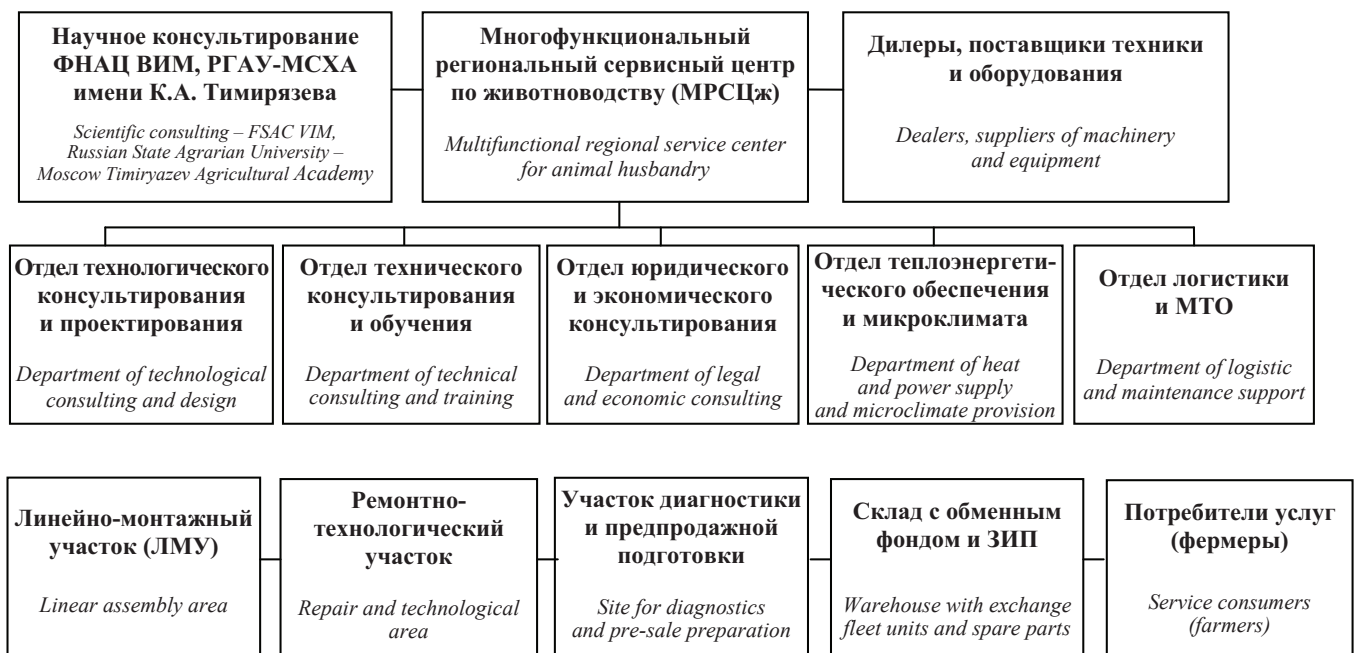 Научное консультирование
ФНАЦ ВИМ, РГАУ-МСХА
имени К.А. Тимирязева
Scientific consulting – FSAC VIM,
Russian State Agrarian University –
Moscow Timiryazev Agricultural Academy
Многофункциональный
региональный сервисный центр
по животноводству (МРСЦж)
Multifunctional regional service center
for animal husbandry
Дилеры, поставщики техники
и оборудования
Dealers, suppliers of machinery
and equipment
Отдел технологического
консультирования
и проектирования
Department of technological
consulting and design
Отдел технического
консультирования
и обучения
Department of technical
consulting and training
Отдел юридического
и экономического
консультирования
Department of legal
and economic consulting
Отдел теплоэнергети-
ческого обеспечения
и микроклимата
Department of heat
and power supply
and microclimate provision
Отдел логистики
и МТО
Department of logistic
and maintenance support
Линейно-монтажный
участок (ЛМУ)
Linear assembly area
Ремонтно-
технологический
участок
Repair and technological
area
Участок диагностики
и предпродажной
подготовки
Site for diagnostics
and pre-sale preparation
Склад с обменным
фондом и ЗИП
Warehouse with exchange
fleet units and spare parts
Потребители услуг
(фермеры)
Service consumers
(farmers)